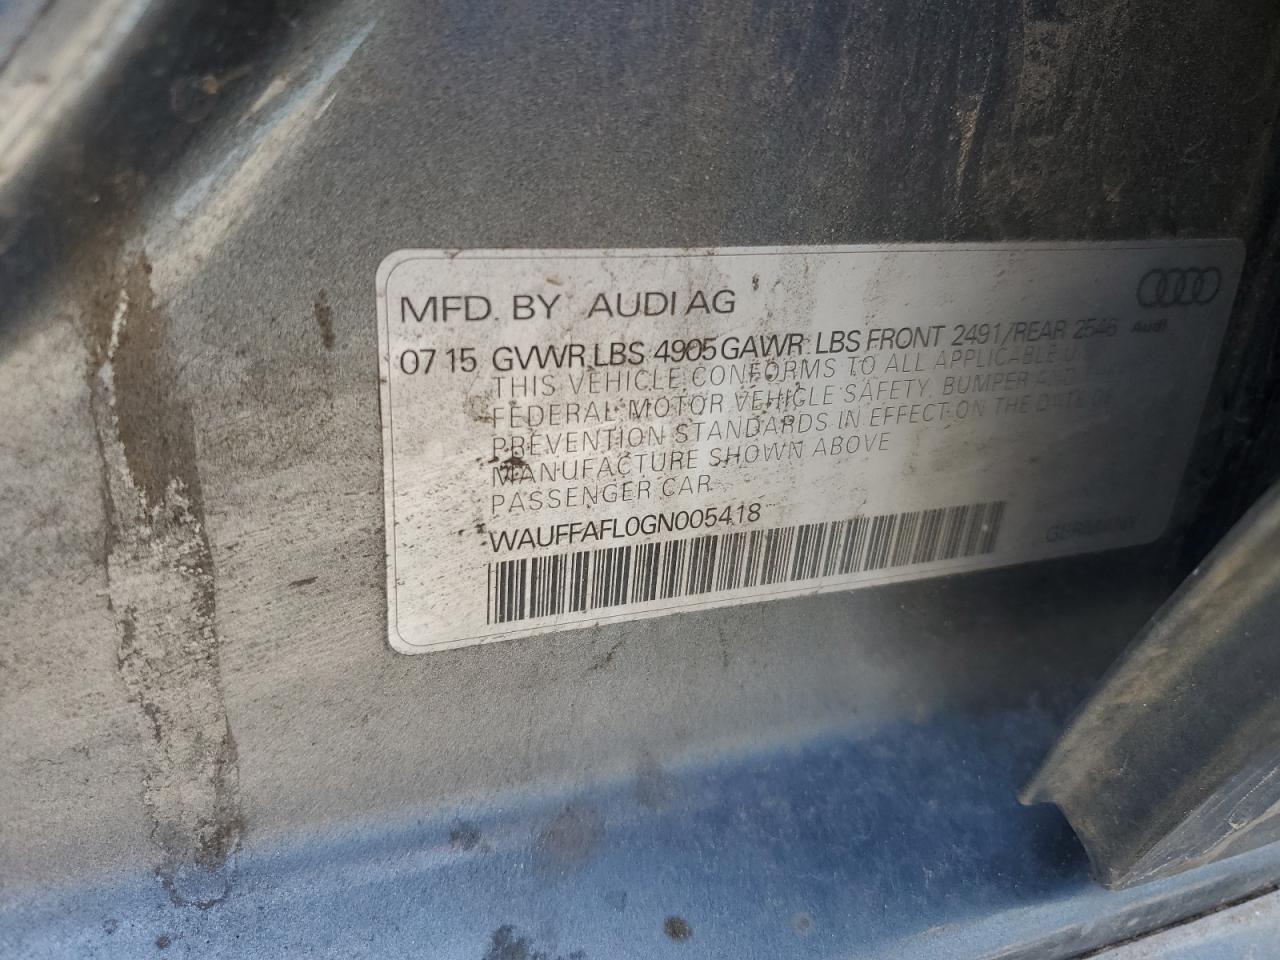 MFD. BY AUDI AG
07 15 GVWR LBS 4905 GAWR LBS FRONT 2491/REAR 2546
Audi
THIS VEHICLE CONFORMS TO ALL APPLICABLE
FEDERAL MOTOR VEHICLE SAFETY, BUMPER AND
PREVENTION STANDARDS IN EFFECT ON THE DATE OF
MANUFACTURE SHOWN ABOVE
PASSENGER CAR
WAUFFAFL0GN005418
GERMANY